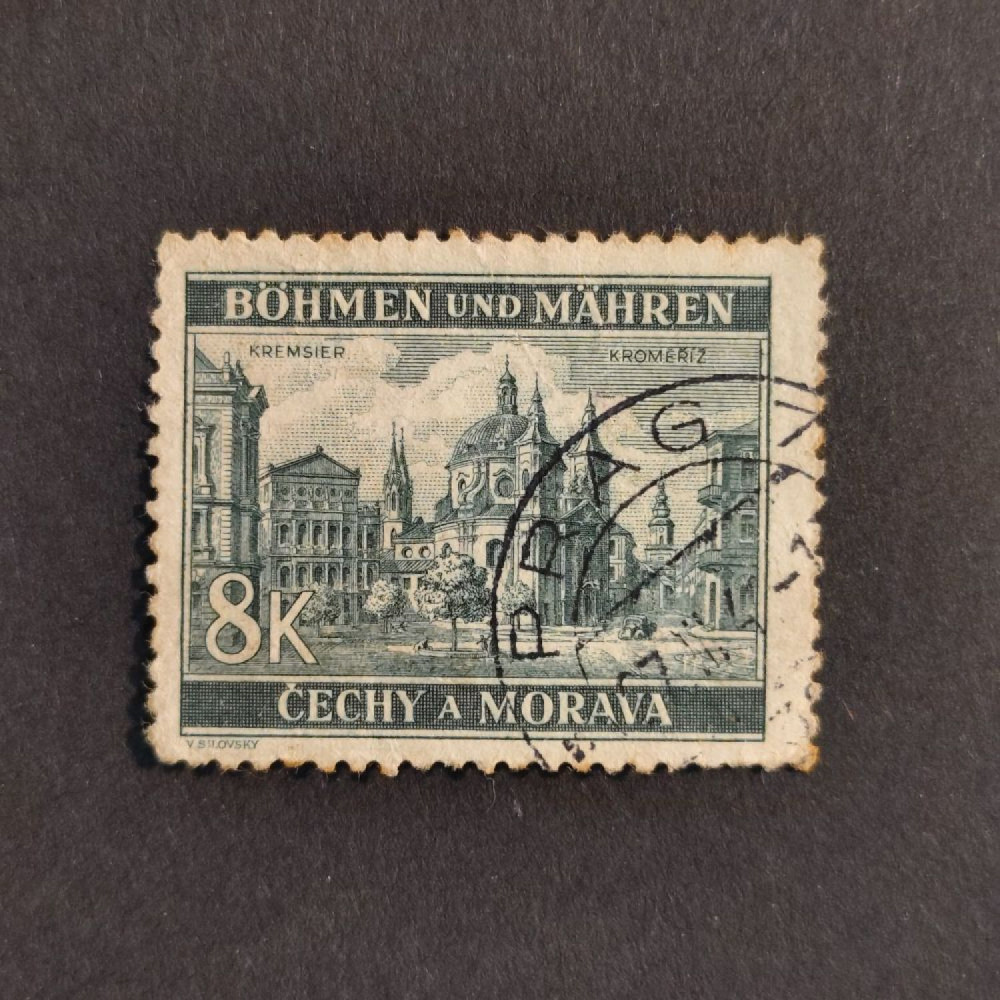 BÖHMEN UND MÄHREN
KREMSIER
KROMĚŘÍŽ
PRAG
8K
ČECHY A MORAVA
V SILOVSKY